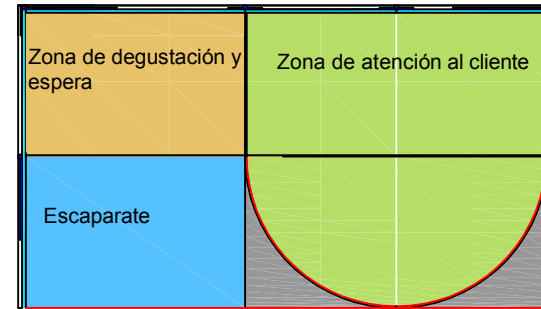 Zona de degustación y
espera
Zona de atención al cliente
Escaparate